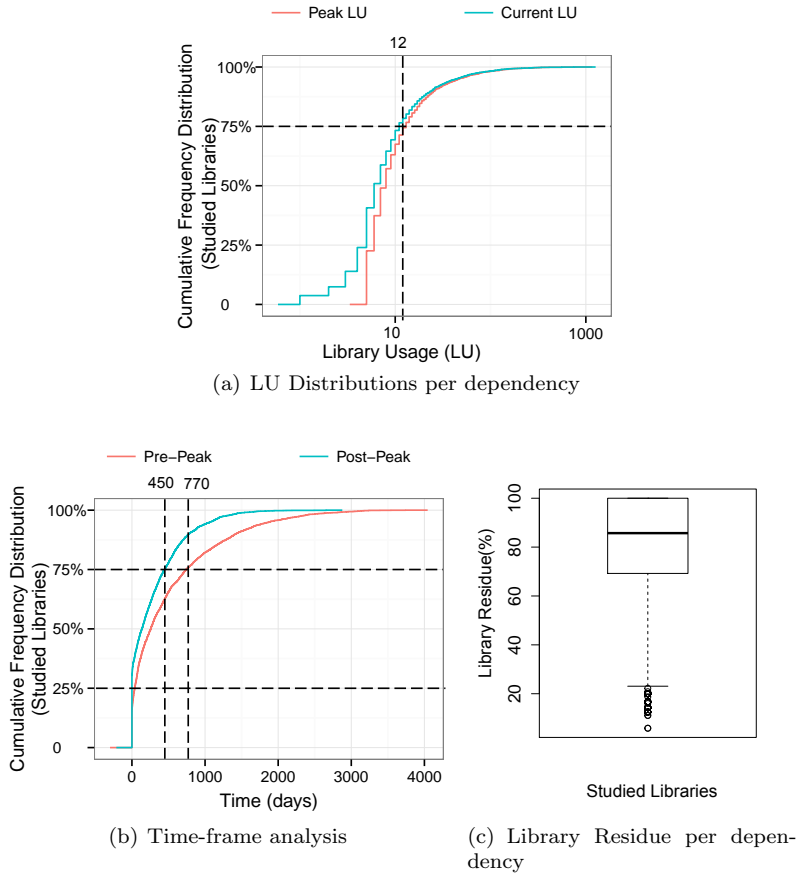 Peak LU Current LU
12
100%
75%
50%
25%
0
Cumulative Frequency Distribution
(Studied Libraries)
10 1000
Library Usage (LU)
(a) LU Distributions per dependency
Pre−Peak Post−Peak
450 770
100%
75%
50%
25%
0
Cumulative Frequency Distribution
(Studied Libraries)
0 1000 2000 3000 4000
Time (days)
(b) Time-frame analysis
100
80
60
40
20
Library Residue(%)
Studied Libraries
(c) Library Residue per depen-
dency